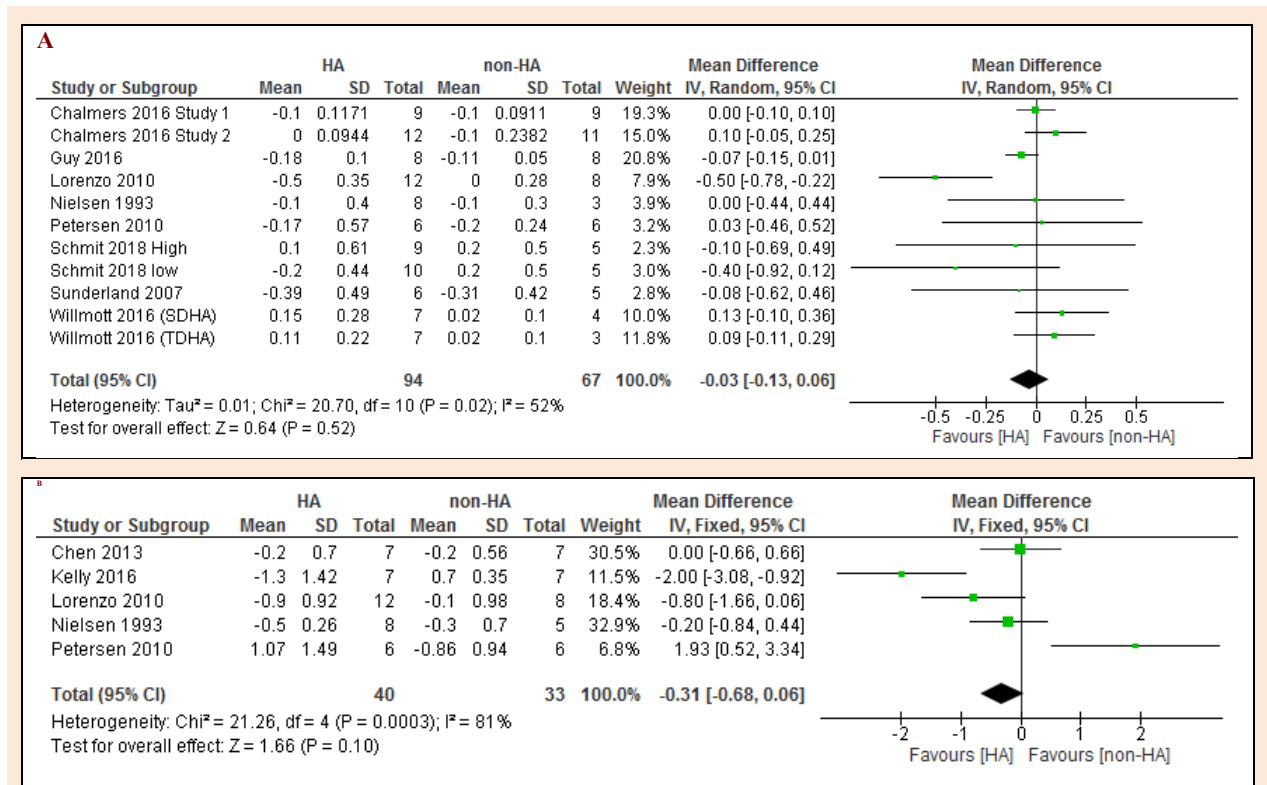 A
HA non-HA Mean Difference Mean Difference
Study or Subgroup Mean SD Total Mean SD Total Weight IV, Random, 95% CI IV, Random, 95% CI
Chalmers 2016 Study 1 -0.1 0.1171 9 -0.1 0.0911 9 19.3% 0.00 [-0.10, 0.10]
Chalmers 2016 Study 2 0 0.0944 12 -0.1 0.2382 11 15.0% 0.10 [-0.05, 0.25]
Guy 2016 -0.18 0.1 8 -0.11 0.05 8 20.8% -0.07 [-0.15, 0.01]
Lorenzo 2010 -0.5 0.35 12 0 0.28 8 7.9% -0.50 [-0.78, -0.22]
Nielsen 1993 -0.1 0.4 8 -0.1 0.3 3 3.9% 0.00 [-0.44, 0.44]
Petersen 2010 -0.17 0.57 6 -0.2 0.24 6 3.2% 0.03 [-0.46, 0.52]
Schmit 2018 High 0.1 0.61 9 0.2 0.5 5 2.3% -0.10 [-0.69, 0.49]
Schmit 2018 low -0.2 0.44 10 0.2 0.5 5 3.0% -0.40 [-0.92, 0.12]
Sunderland 2007 -0.39 0.49 6 -0.31 0.42 5 2.8% -0.08 [-0.62, 0.46]
Willmott 2016 (SDHA) 0.15 0.28 7 0.02 0.1 4 10.0% 0.13 [-0.10, 0.36]
Willmott 2016 (TDHA) 0.11 0.22 7 0.02 0.1 3 11.8% 0.09 [-0.11, 0.29]
Total (95% CI) 94 67 100.0% -0.03 [-0.13, 0.06]
Heterogeneity: Tau² = 0.01; Chi² = 20.70, df = 10 (P = 0.02); I² = 52%
Test for overall effect: Z = 0.64 (P = 0.52)
-0.5 -0.25 0 0.25 0.5
Favours [HA] Favours [non-HA]
B
HA non-HA Mean Difference Mean Difference
Study or Subgroup Mean SD Total Mean SD Total Weight IV, Fixed, 95% CI IV, Fixed, 95% CI
Chen 2013 -0.2 0.7 7 -0.2 0.56 7 30.5% 0.00 [-0.66, 0.66]
Kelly 2016 -1.3 1.42 7 0.7 0.35 7 11.5% -2.00 [-3.08, -0.92]
Lorenzo 2010 -0.9 0.92 12 -0.1 0.98 8 18.4% -0.80 [-1.66, 0.06]
Nielsen 1993 -0.5 0.26 8 -0.3 0.7 5 32.9% -0.20 [-0.84, 0.44]
Petersen 2010 1.07 1.49 6 -0.86 0.94 6 6.8% 1.93 [0.52, 3.34]
Total (95% CI) 40 33 100.0% -0.31 [-0.68, 0.06]
Heterogeneity: Chi² = 21.26, df = 4 (P = 0.0003); I² = 81%
Test for overall effect: Z = 1.66 (P = 0.10)
-2 -1 0 1 2
Favours [HA] Favours [non-HA]